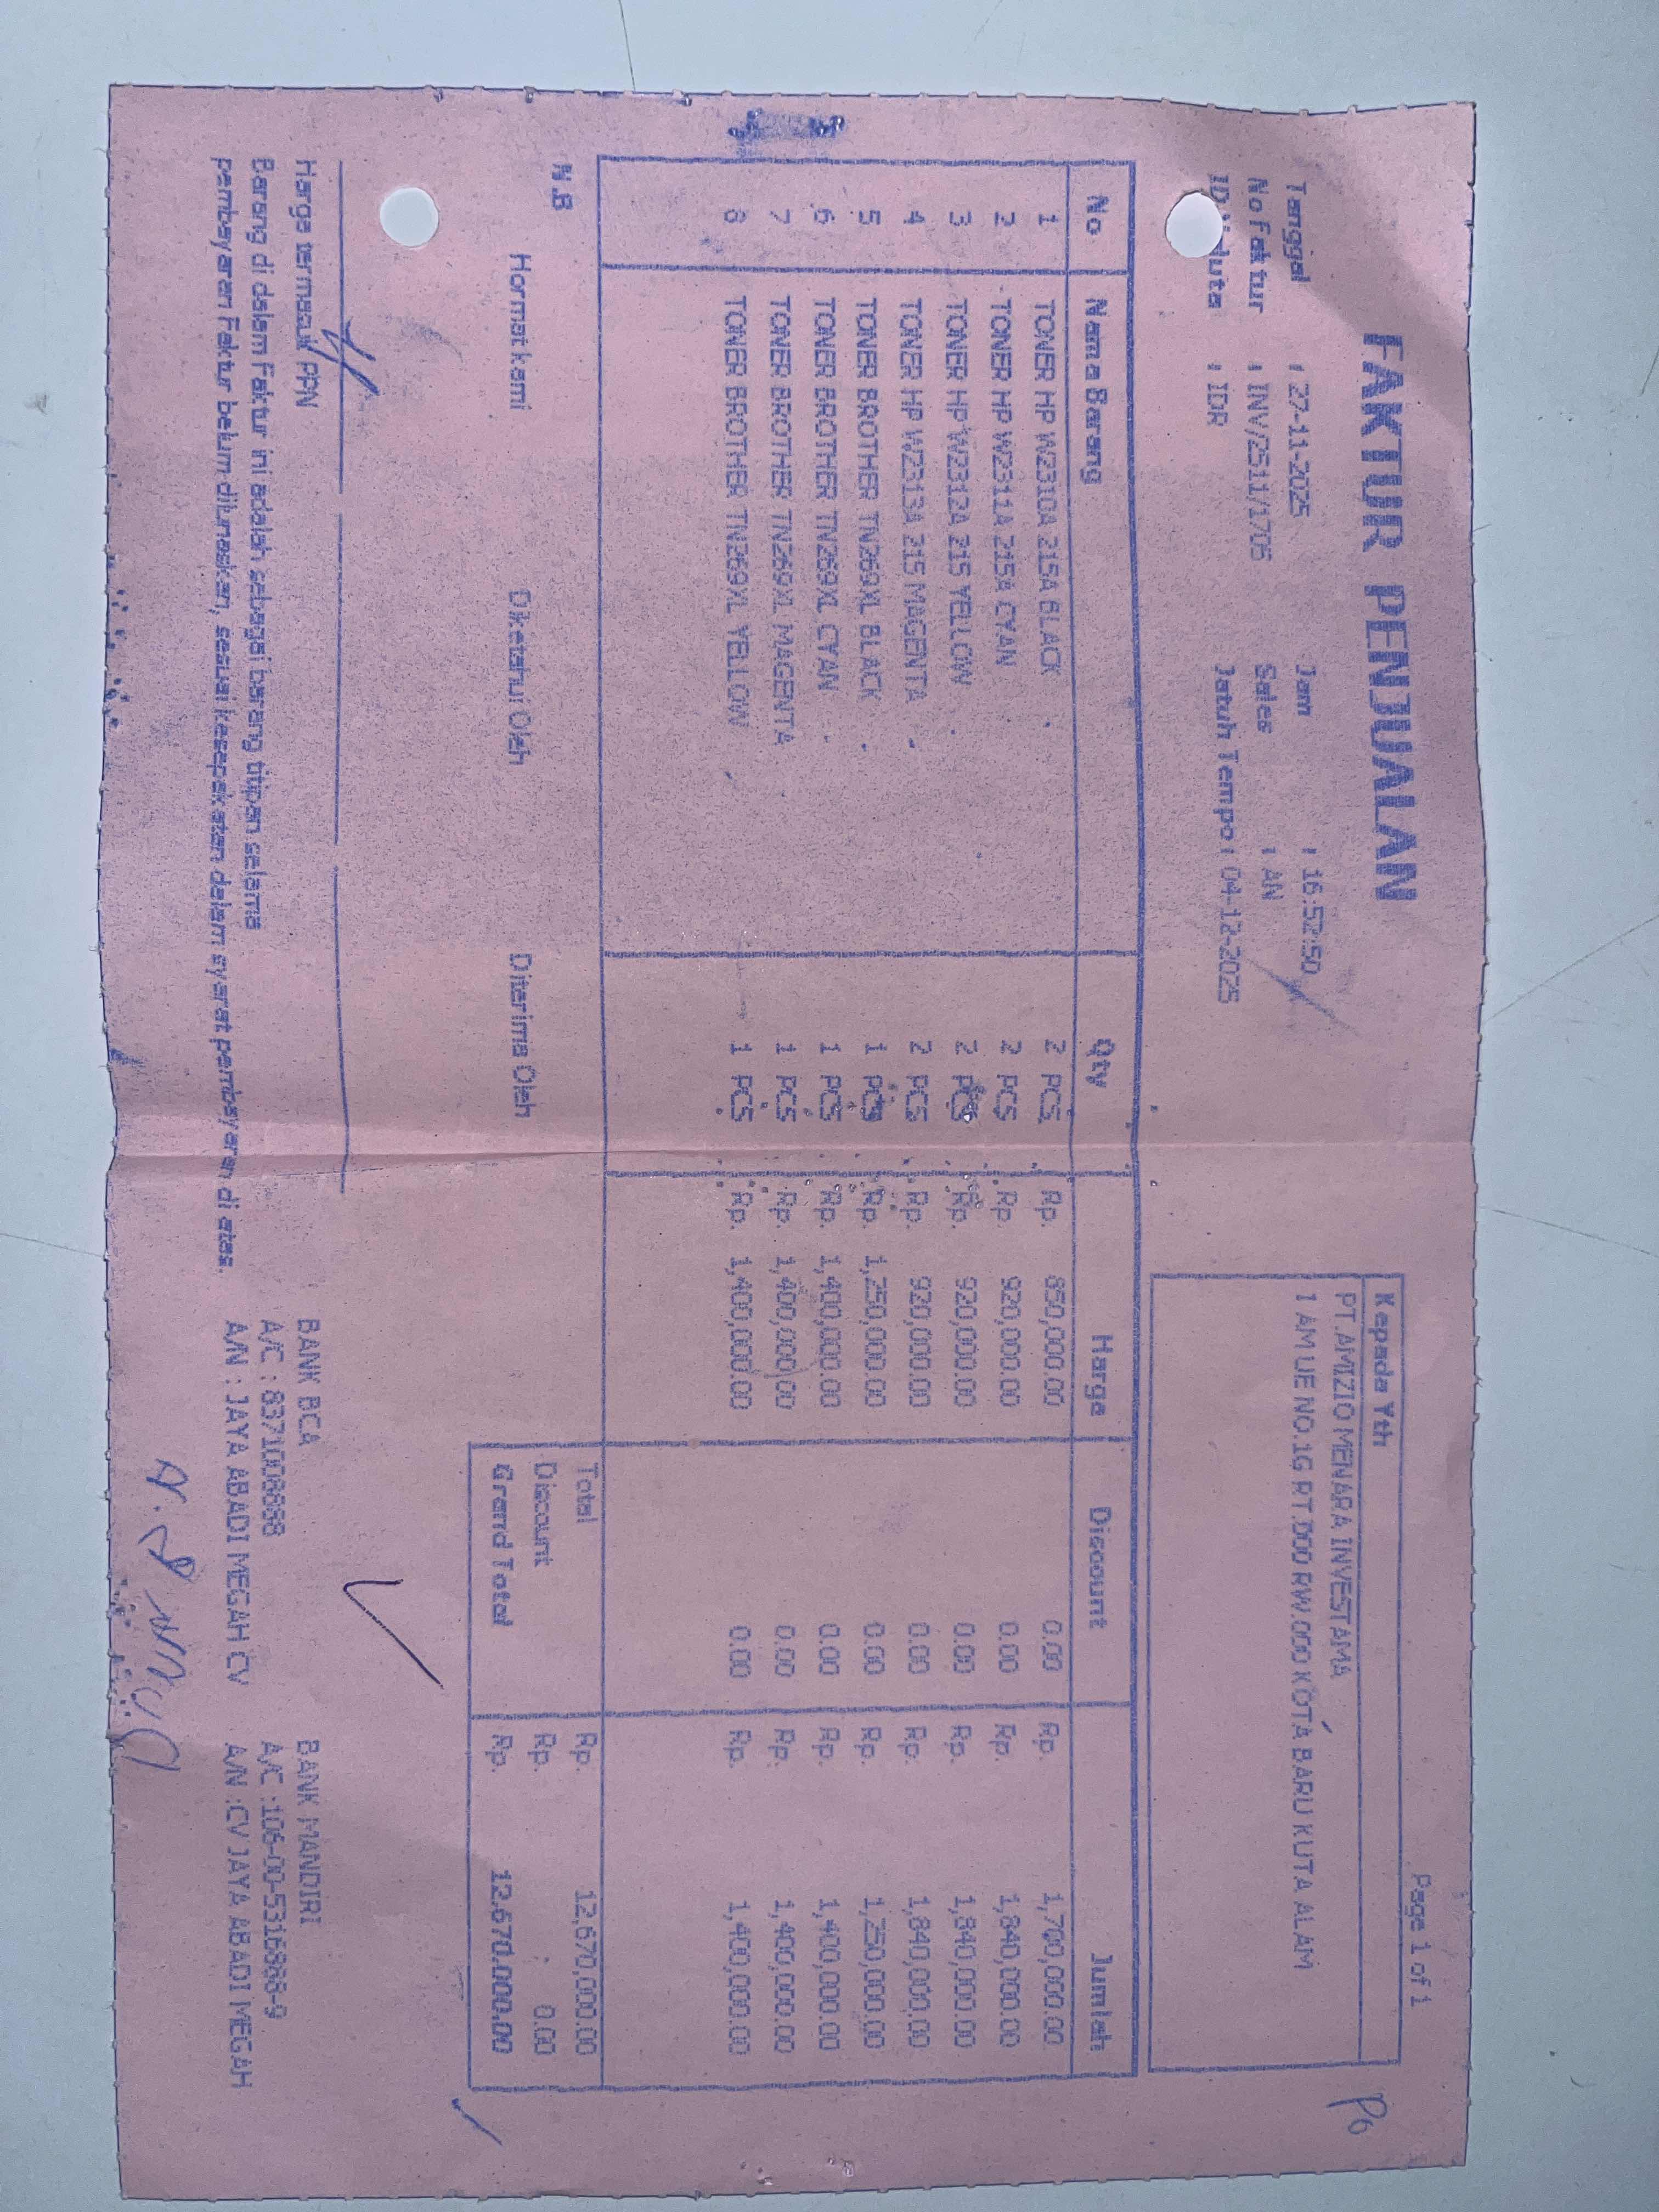 Page 1 of 1
FAKTUR PENJUALAN
Tanggal : 27-11-2025 Jam : 16:52:50
No Faktur : INV/2511/1705 Sales : AN
ID Valuta : IDR Jatuh Tempo : 04-12-2025
Kepada Yth
PT.AMIZIO MENARA INVESTAMA
NO.1G RT.000 RW.000 KOTA BARU KUTA ALAM
P6
No Nama Barang Qty Harga Discount Jumlah
1 TONER HP W2310A 215A BLACK 2 PCS Rp. 850,000.00 0.00 Rp. 1,700,000.00
2 TONER HP W2311A 215A CYAN 2 PCS Rp. 920,000.00 0.00 Rp. 1,840,000.00
3 TONER HP W2312A 215 YELLOW 2 PCS Rp. 920,000.00 0.00 Rp. 1,840,000.00
4 TONER HP W2313A 215 MAGENTA 2 PCS Rp. 920,000.00 0.00 Rp. 1,840,000.00
5 TONER BROTHER TN269XL BLACK 1 PCS Rp. 1,250,000.00 0.00 Rp. 1,250,000.00
6 TONER BROTHER TN269XL CYAN 1 PCS Rp. 1,400,000.00 0.00 Rp. 1,400,000.00
7 TONER BROTHER TN269XL MAGENTA 1 PCS Rp. 1,400,000.00 0.00 Rp. 1,400,000.00
8 TONER BROTHER TN269XL YELLOW 1 PCS Rp. 1,400,000.00 0.00 Rp. 1,400,000.00
N.B
Total Rp. 12,670,000.00
Discount Rp. 0.00
Grand Total Rp. 12.670.000.00
Hormat kami Diketahui Oleh Diterima Oleh
Harga termasuk PPN
Barang di dalam Faktur ini adalah sebagai barang titipan selama
pembayaran Faktur belum dilunaskan, sesuai kesepakatan dalam syarat pembayaran di atas.
BANK BCA BANK MANDIRI
A/C : 8371008888 A/C :106-00-5316988-9
A/N : JAYA ABADI MEGAH CV A/N :CV JAYA ABADI MEGAH